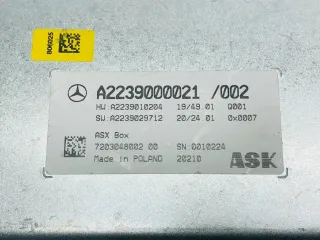 806025
A2239000021 /002
HW A2239010204 19/49.01 Q001
SW A2239029712 20/24.01 0x0007
ASX Box
7203048002 00 SN 0010224
Made in POLAND 20210 ASK